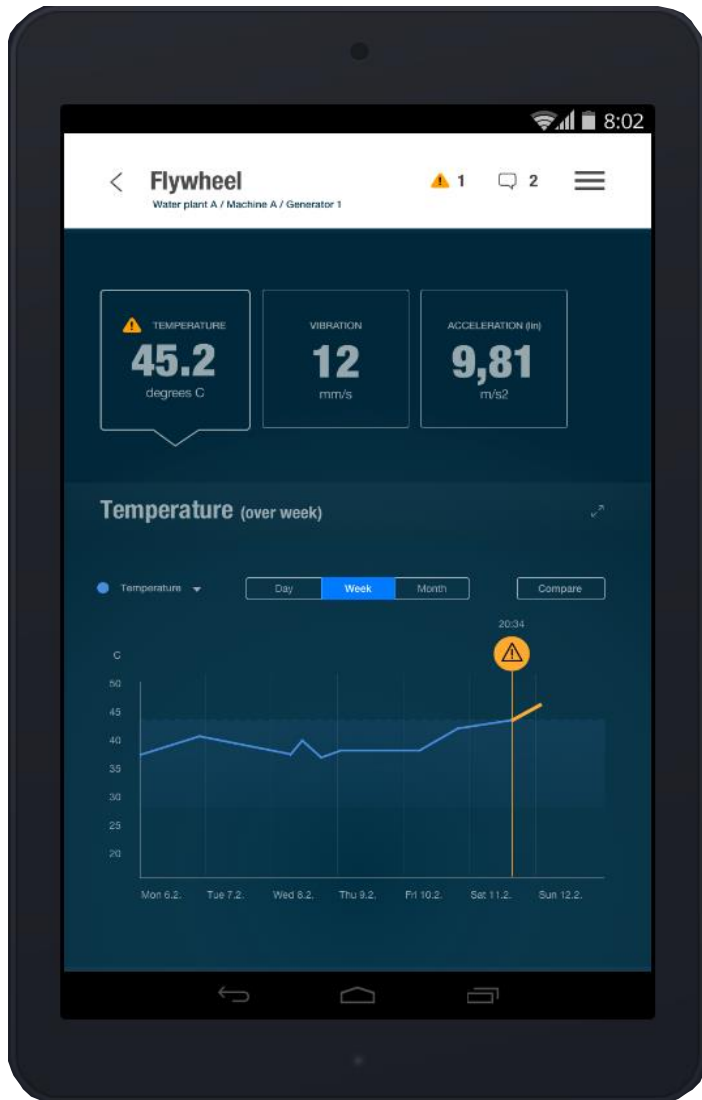 8:02
Flywheel 1 2
Water plant A / Machine A / Generator 1
TEMPERATURE VIBRATION ACCELERATION (lin)
45.2 12 9,81
degrees C mm/s m/s2
Temperature (over week)
Temperature Day Week Month Compare
20:34
C
50
45
40
35
30
25
20
Mon 6.2. Tue 7.2. Wed 8.2. Thu 9.2. Fri 10.2. Sat 11.2. Sun 12.2.